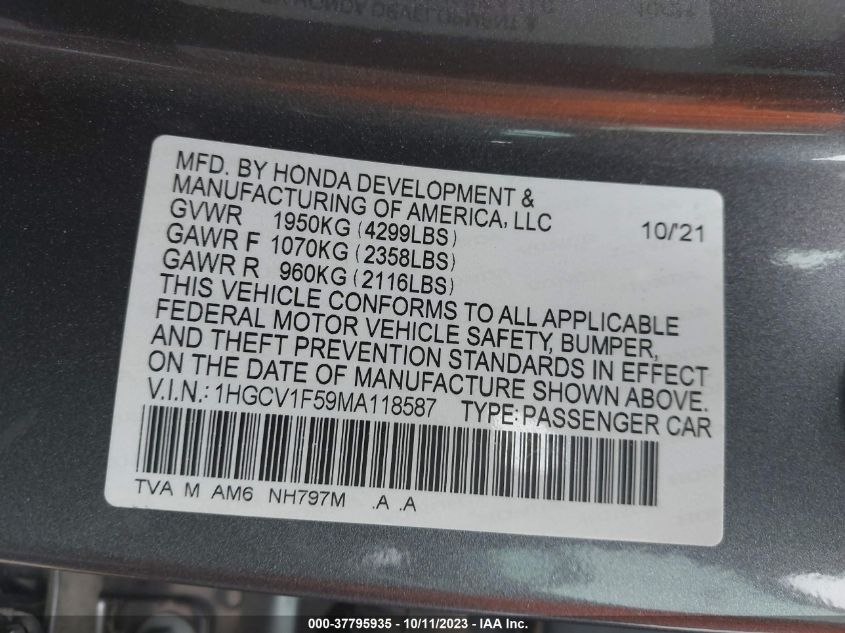 MFD. BY HONDA DEVELOPMENT &
MANUFACTURING OF AMERICA, LLC
GVWR 1950KG (4299LBS) 10/'21
GAWR F 1070KG (2358LBS)
GAWR R 960KG (2116LBS)
THIS VEHICLE CONFORMS TO ALL APPLICABLE
FEDERAL MOTOR VEHICLE SAFETY, BUMPER,
AND THEFT PREVENTION STANDARDS IN EFFECT
ON THE DATE OF MANUFACTURE SHOWN ABOVE.
V.I.N.: 1HGCV1F59MA118587 TYPE: PASSENGER CAR
TVA M AM6 NH797M .A .A
000-37795935 - 10/11/2023 - IAA Inc.